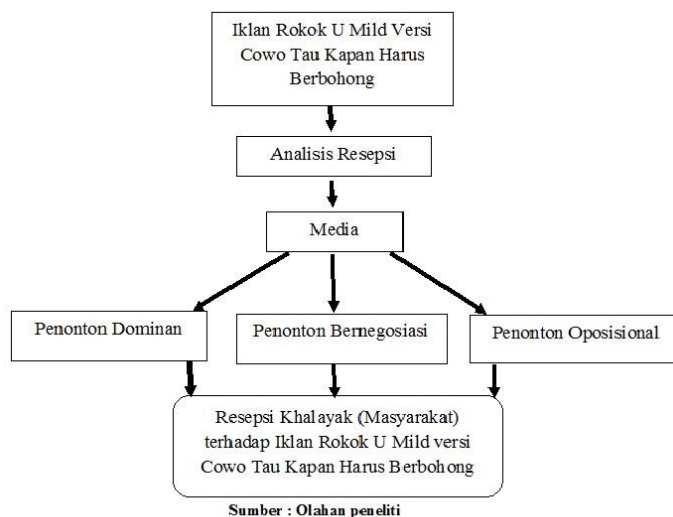 Iklan Rokok U Mild Versi
Cowo Tau Kapan Harus
Berbohong
Analisis Resepsi
Media
Penonton Dominan
Penonton Bernegosiasi
Penonton Oposisional
Resepsi Khalayak (Masyarakat)
terhadap Iklan Rokok U Mild versi
Cowo Tau Kapan Harus Berbohong
Sumber : Olahan peneliti